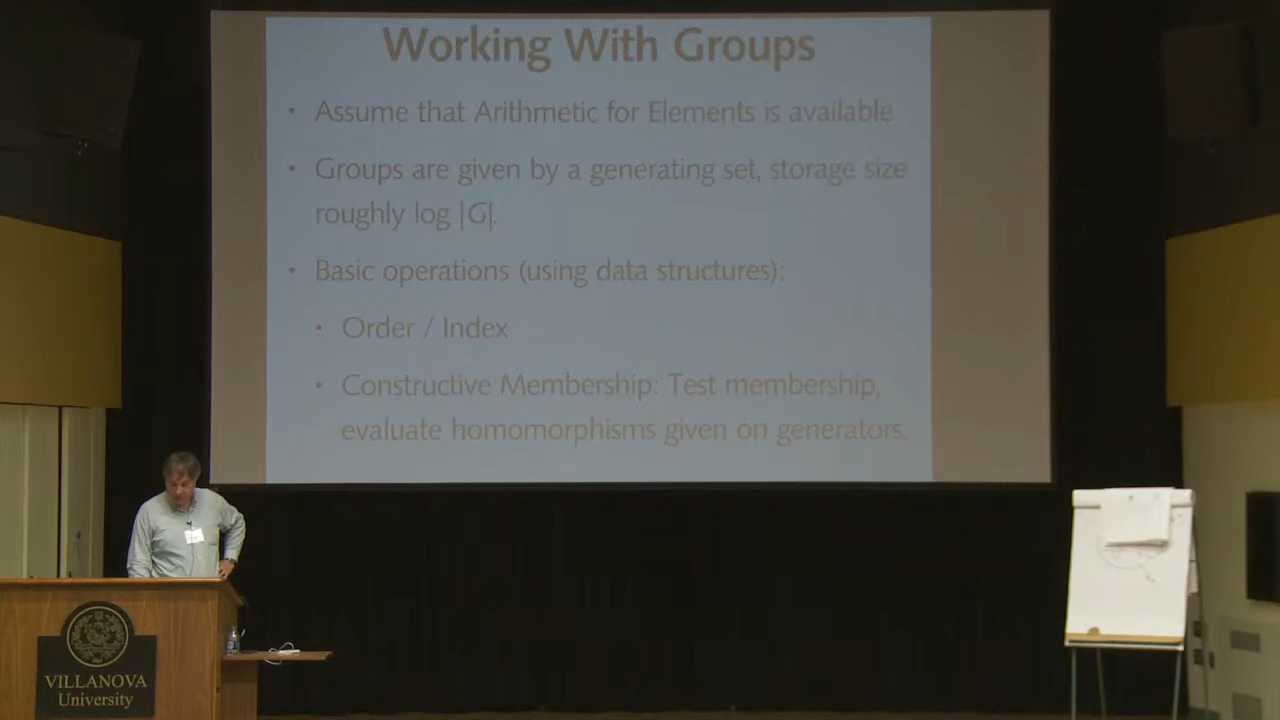 Working With Groups
• Assume that Arithmetic for Elements is available
• Groups are given by a generating set, storage size
roughly log |G|.
• Basic operations (using data structures):
• Order / Index
• Constructive Membership: Test membership,
evaluate homomorphisms given on generators.
VILLANOVA
University